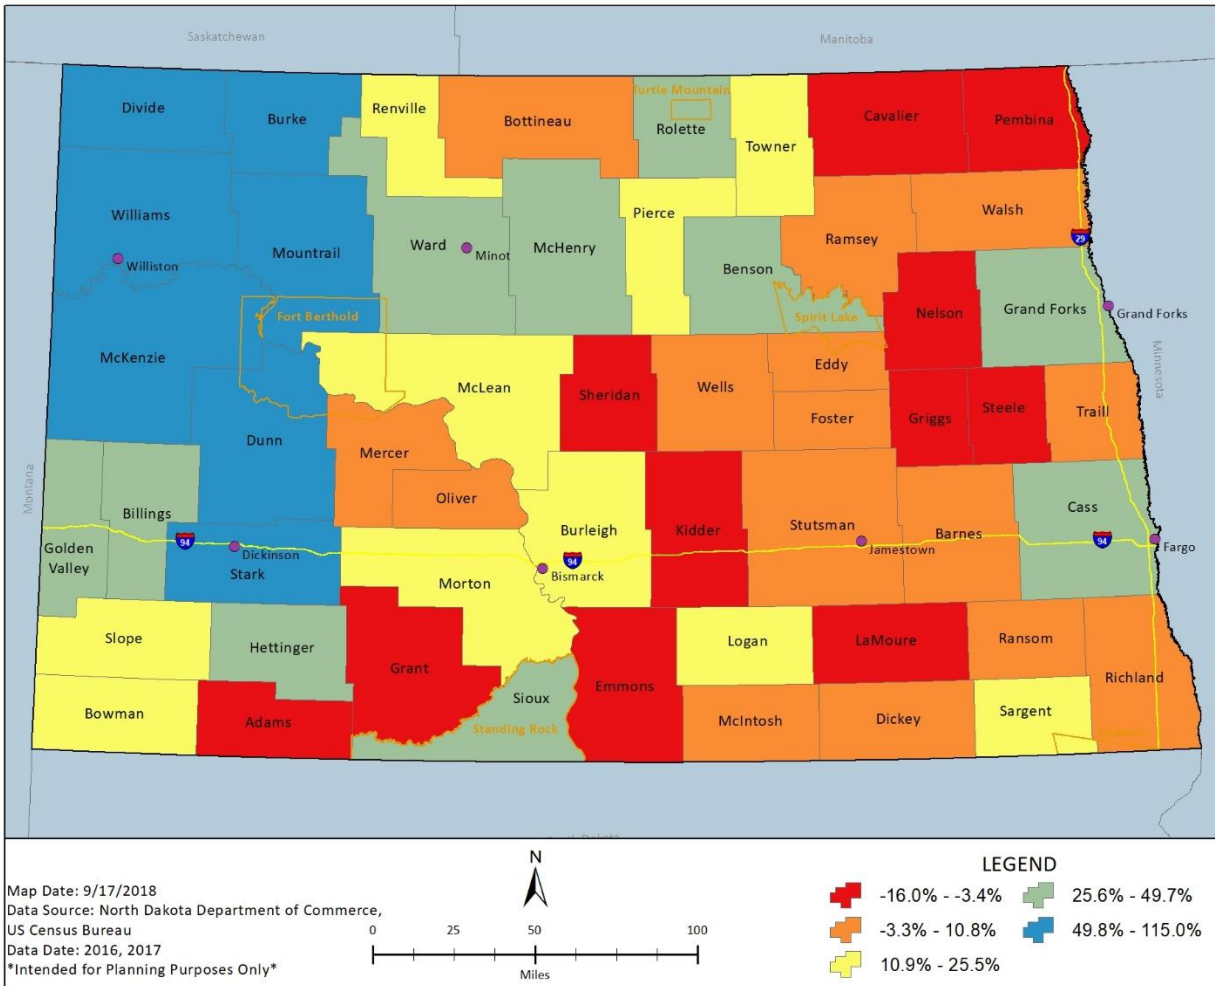 Saskatchewan
Manitoba
Divide
Burke
Renville
Bottineau
Turtle Mountain
Rolette
Towner
Cavalier
Pembina
Williams
Williston
Mountrail
Ward
Minot
McHenry
Pierce
Benson
Ramsey
Walsh
29
Fort Berthold
Spirit Lake
Nelson
Grand Forks
Grand Forks
McKenzie
McLean
Sheridan
Wells
Eddy
Foster
Griggs
Steele
Traill
Minnesota
Montana
Dunn
Mercer
Oliver
Billings
Golden
Valley
94
Dickinson
Stark
Burleigh
94
Bismarck
Morton
Kidder
Stutsman
Jamestown
Barnes
Cass
94
Fargo
Slope
Hettinger
Grant
Sioux
Standing Rock
Emmons
Logan
LaMoure
Ransom
Richland
Bowman
Adams
McIntosh
Dickey
Sargent
Map Date: 9/17/2018
Data Source: North Dakota Department of Commerce,
US Census Bureau
Data Date: 2016, 2017
*Intended for Planning Purposes Only*
N
0 25 50 100
Miles
LEGEND
-16.0% - -3.4%
25.6% - 49.7%
-3.3% - 10.8%
49.8% - 115.0%
10.9% - 25.5%